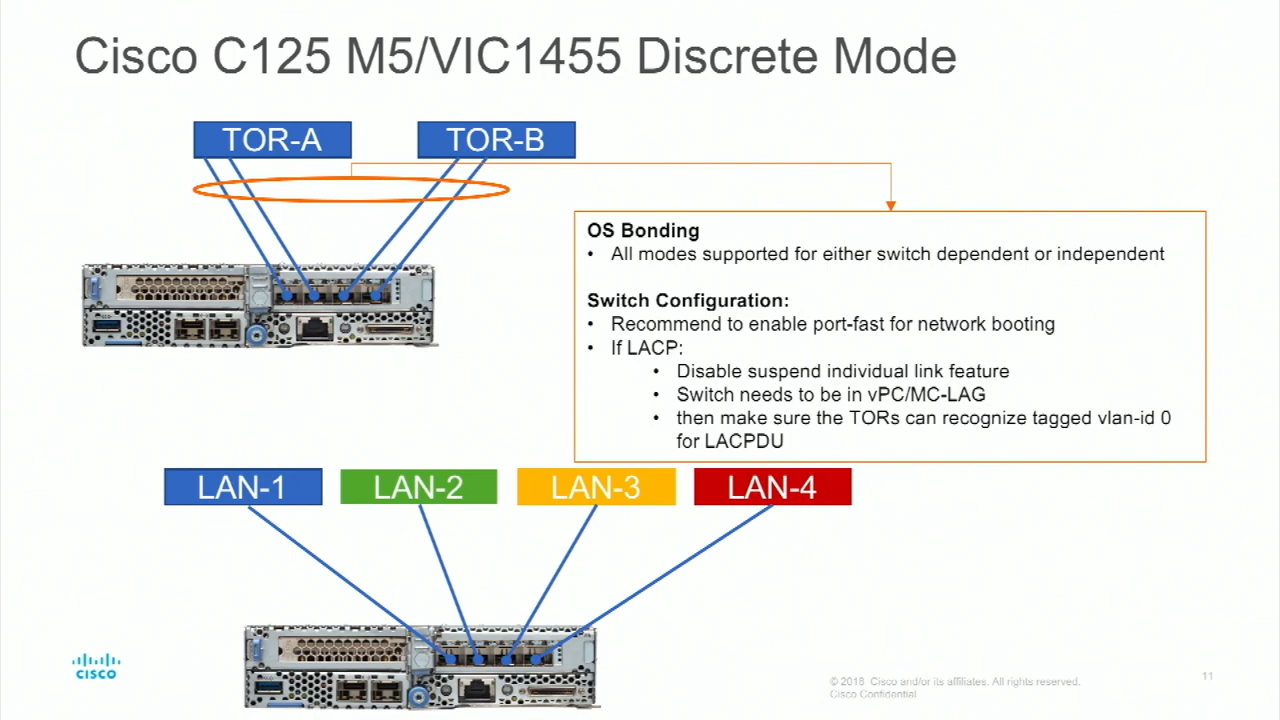 Cisco C125 M5/VIC1455 Discrete Mode
TOR-A
TOR-B
OS Bonding
• All modes supported for either switch dependent or independent
Switch Configuration:
• Recommend to enable port-fast for network booting
• If LACP:
• Disable suspend individual link feature
• Switch needs to be in vPC/MC-LAG
• then make sure the TORs can recognize tagged vlan-id 0
for LACPDU
LAN-1
LAN-2
LAN-3
LAN-4
CISCO
© 2018 Cisco and/or its affiliates. All rights reserved.
Cisco Confidential
11